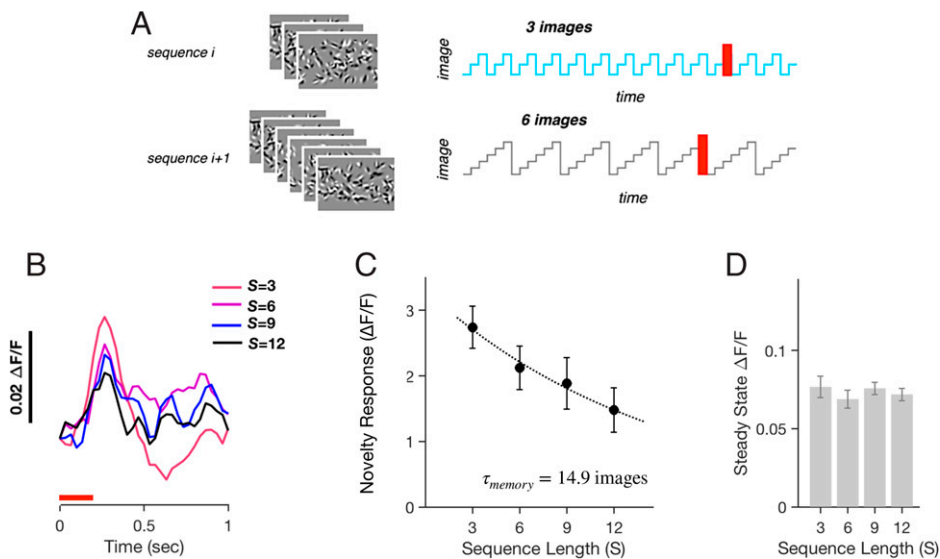 A
3 images
sequence i
image
time
6 images
sequence i+1
image
time
B
S=3
S=6
S=9
S=12
0.02 ΔF/F
0
0.5
1
Time (sec)
C
Novelty Response (ΔF/F)
3
2
1
0
τmemory = 14.9 images
3 6 9 12
Sequence Length (S)
D
Steady State ΔF/F
0.1
0.05
0
3 6 9 12
Sequence Length (S)